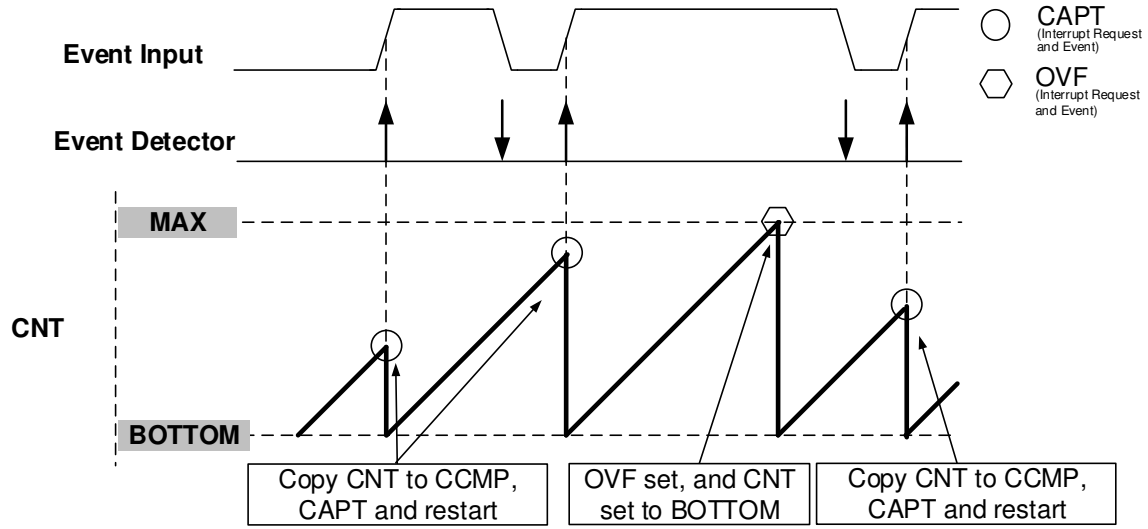 CAPT
(Interrupt Request
and Event)
Event Input
OVF
(Interrupt Request
and Event)
Event Detector
MAX
CNT
BOTTOM
Copy CNT to CCMP,
CAPT and restart
OVF set, and CNT
set to BOTTOM
Copy CNT to CCMP,
CAPT and restart